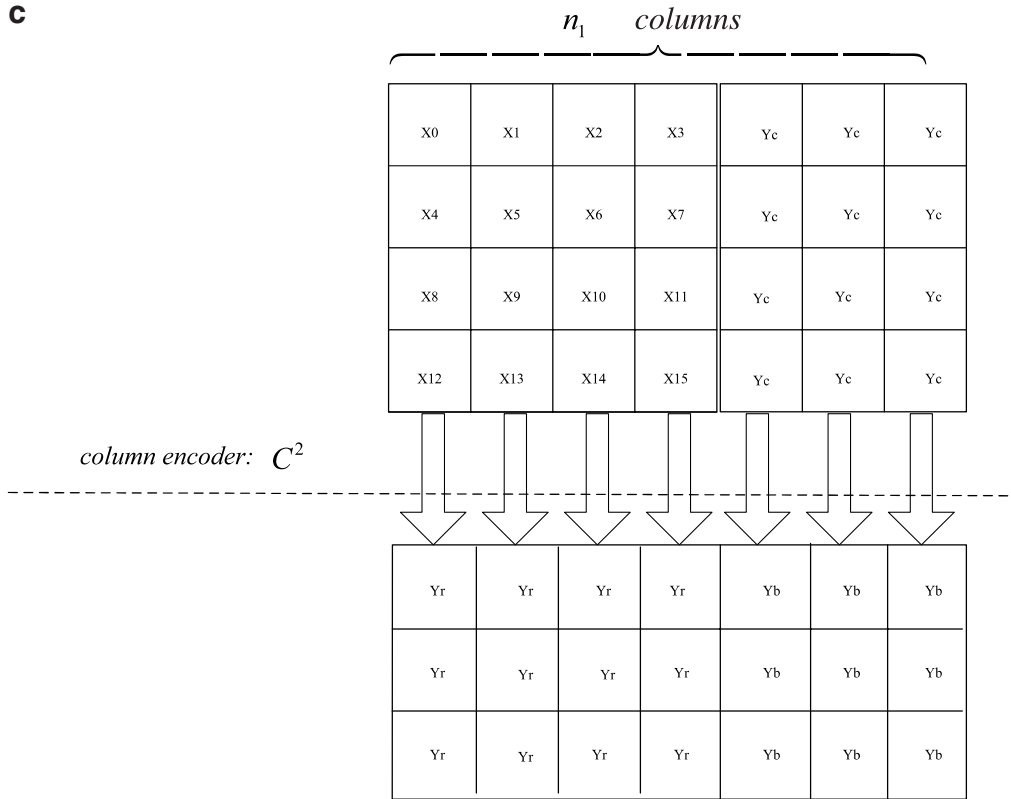 c
n₁ columns
X0 X1 X2 X3 Yc Yc Yc
X4 X5 X6 X7 Yc Yc Yc
X8 X9 X10 X11 Yc Yc Yc
X12 X13 X14 X15 Yc Yc Yc
column encoder: C²
Yr Yr Yr Yr Yb Yb Yb
Yr Yr Yr Yr Yb Yb Yb
Yr Yr Yr Yr Yb Yb Yb